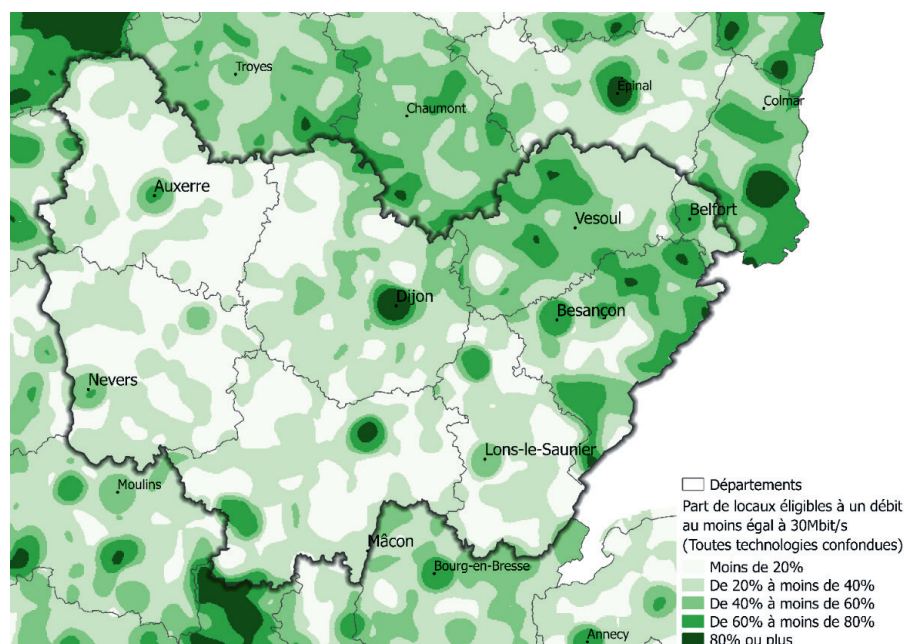 Troyes
Épinal
Chaumont
Colmar
Auxerre
Vesoul
Belfort
Dijon
Besançon
Nevers
Lons-le-Saunier
Moulins
Mâcon
Bourg-en-Bresse
Annecy
Départements
Part de locaux éligibles à un débit
au moins égal à 30Mbit/s
(Toutes technologies confondues)
Moins de 20%
De 20% à moins de 40%
De 40% à moins de 60%
De 60% à moins de 80%
80% ou plus